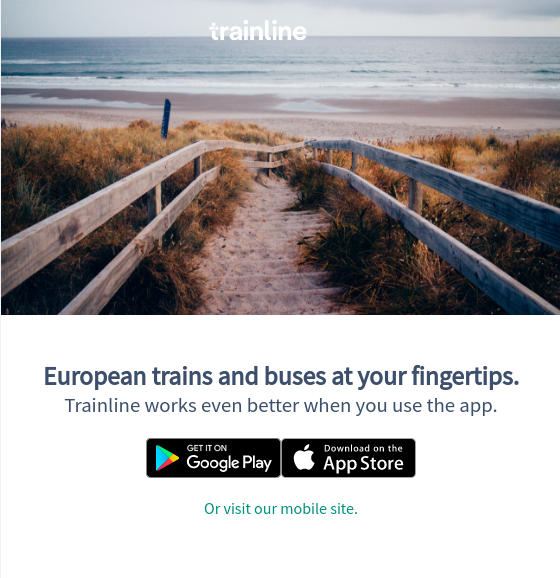 trainline
European trains and buses at your fingertips.
Trainline works even better when you use the app.
GET IT ON
Google Play
Download on the
App Store
Or visit our mobile site.